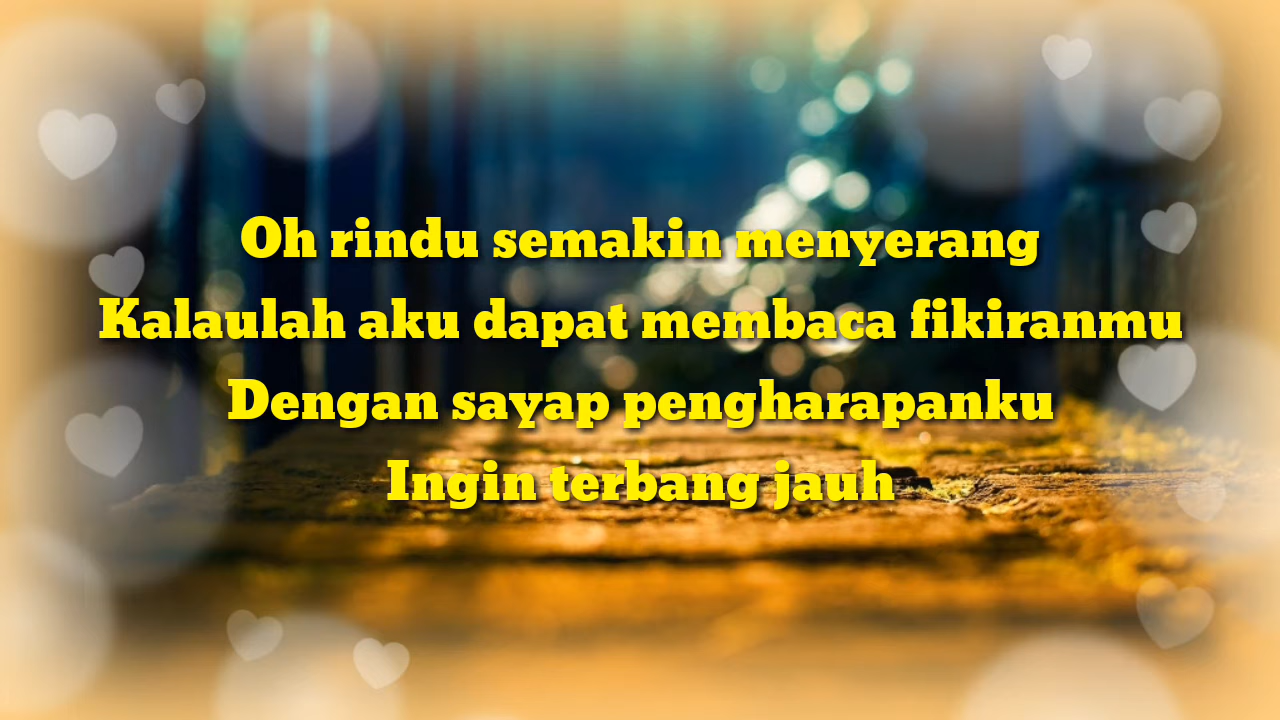 Oh rindu semakin menyerang
Kalaulah aku dapat membaca fikiranmu
Dengan sayap pengharapanku
Ingin terbang jauh